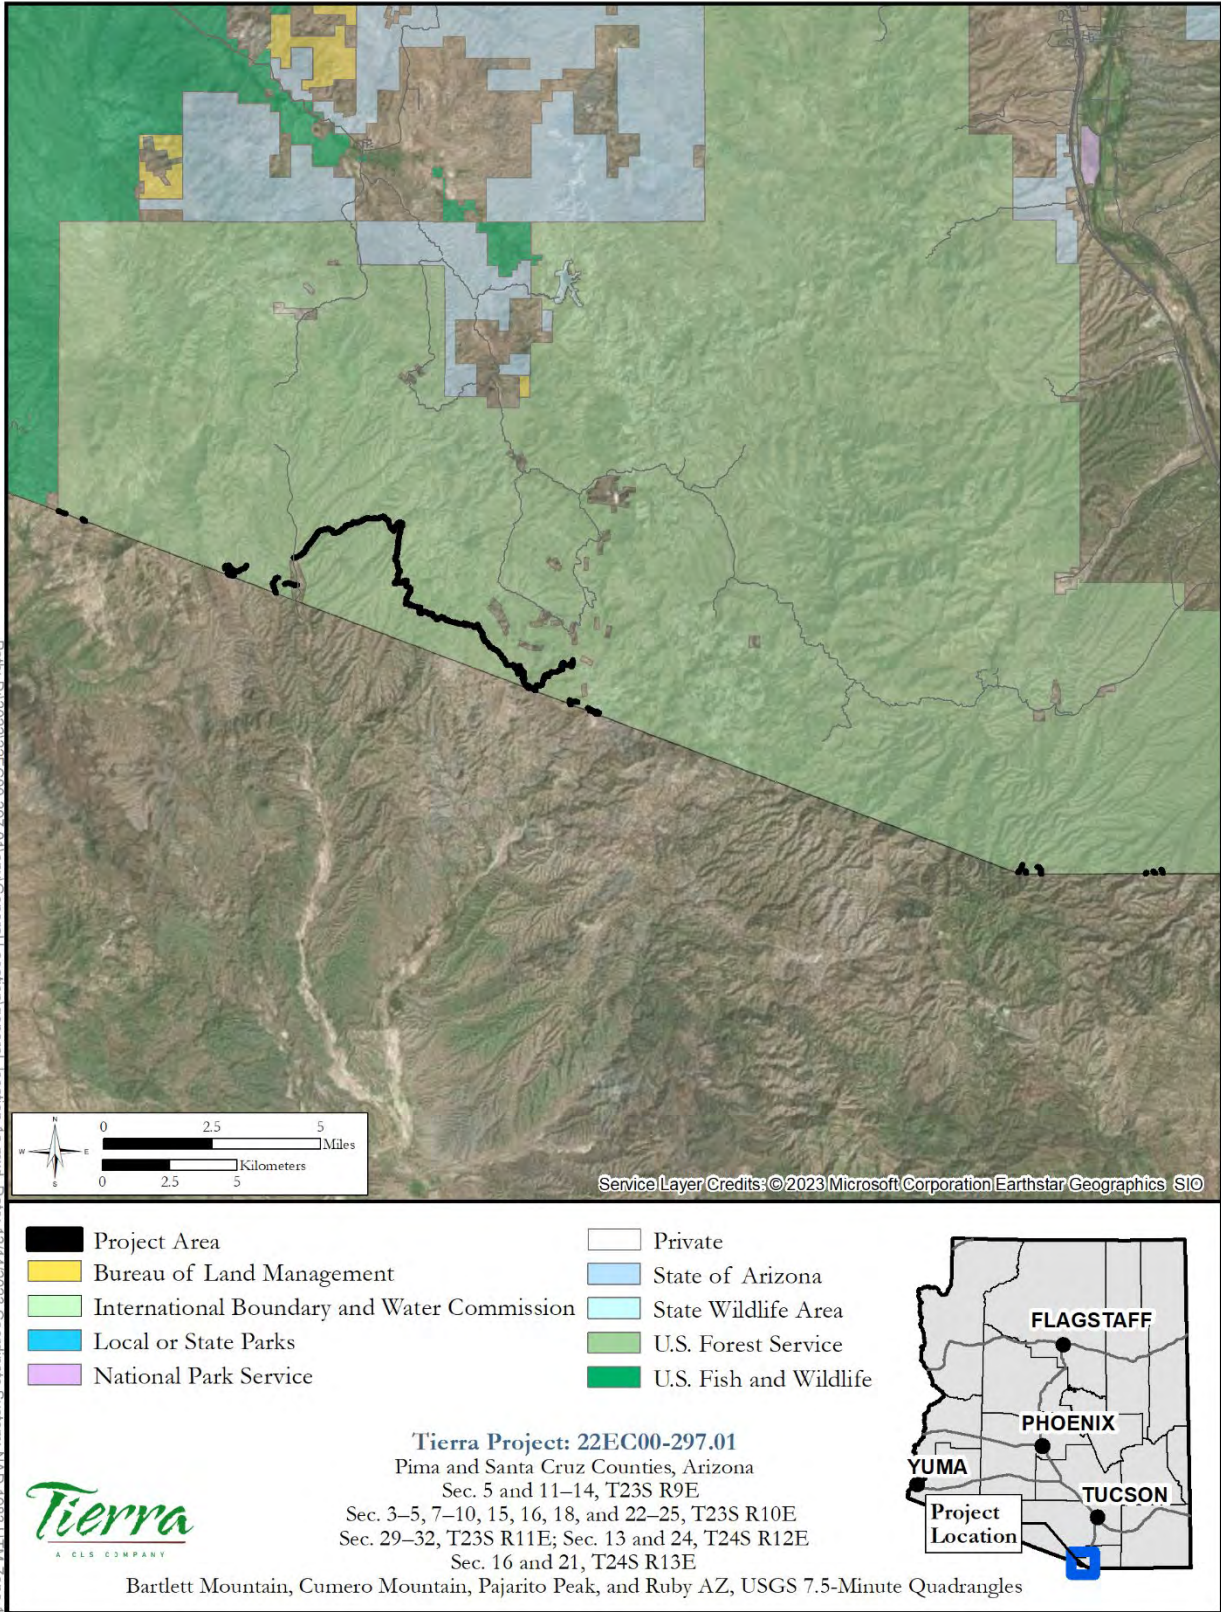 N
W
E
S
0 2.5 5
Miles
Kilometers
0 2.5 5
Service Layer Credits: © 2023 Microsoft Corporation Earthstar Geographics SIO
Project Area
Bureau of Land Management
International Boundary and Water Commission
Local or State Parks
National Park Service
Private
State of Arizona
State Wildlife Area
U.S. Forest Service
U.S. Fish and Wildlife
FLAGSTAFF
PHOENIX
YUMA
TUCSON
Project
Location
Tierra
A CLS COMPANY
Tierra Project: 22EC00-297.01
Pima and Santa Cruz Counties, Arizona
Sec. 5 and 11–14, T23S R9E
Sec. 3–5, 7–10, 15, 16, 18, and 22–25, T23S R10E
Sec. 29–32, T23S R11E; Sec. 13 and 24, T24S R12E
Sec. 16 and 21, T24S R13E
Bartlett Mountain, Cumero Mountain, Pajarito Peak, and Ruby AZ, USGS 7.5-Minute Quadrangles